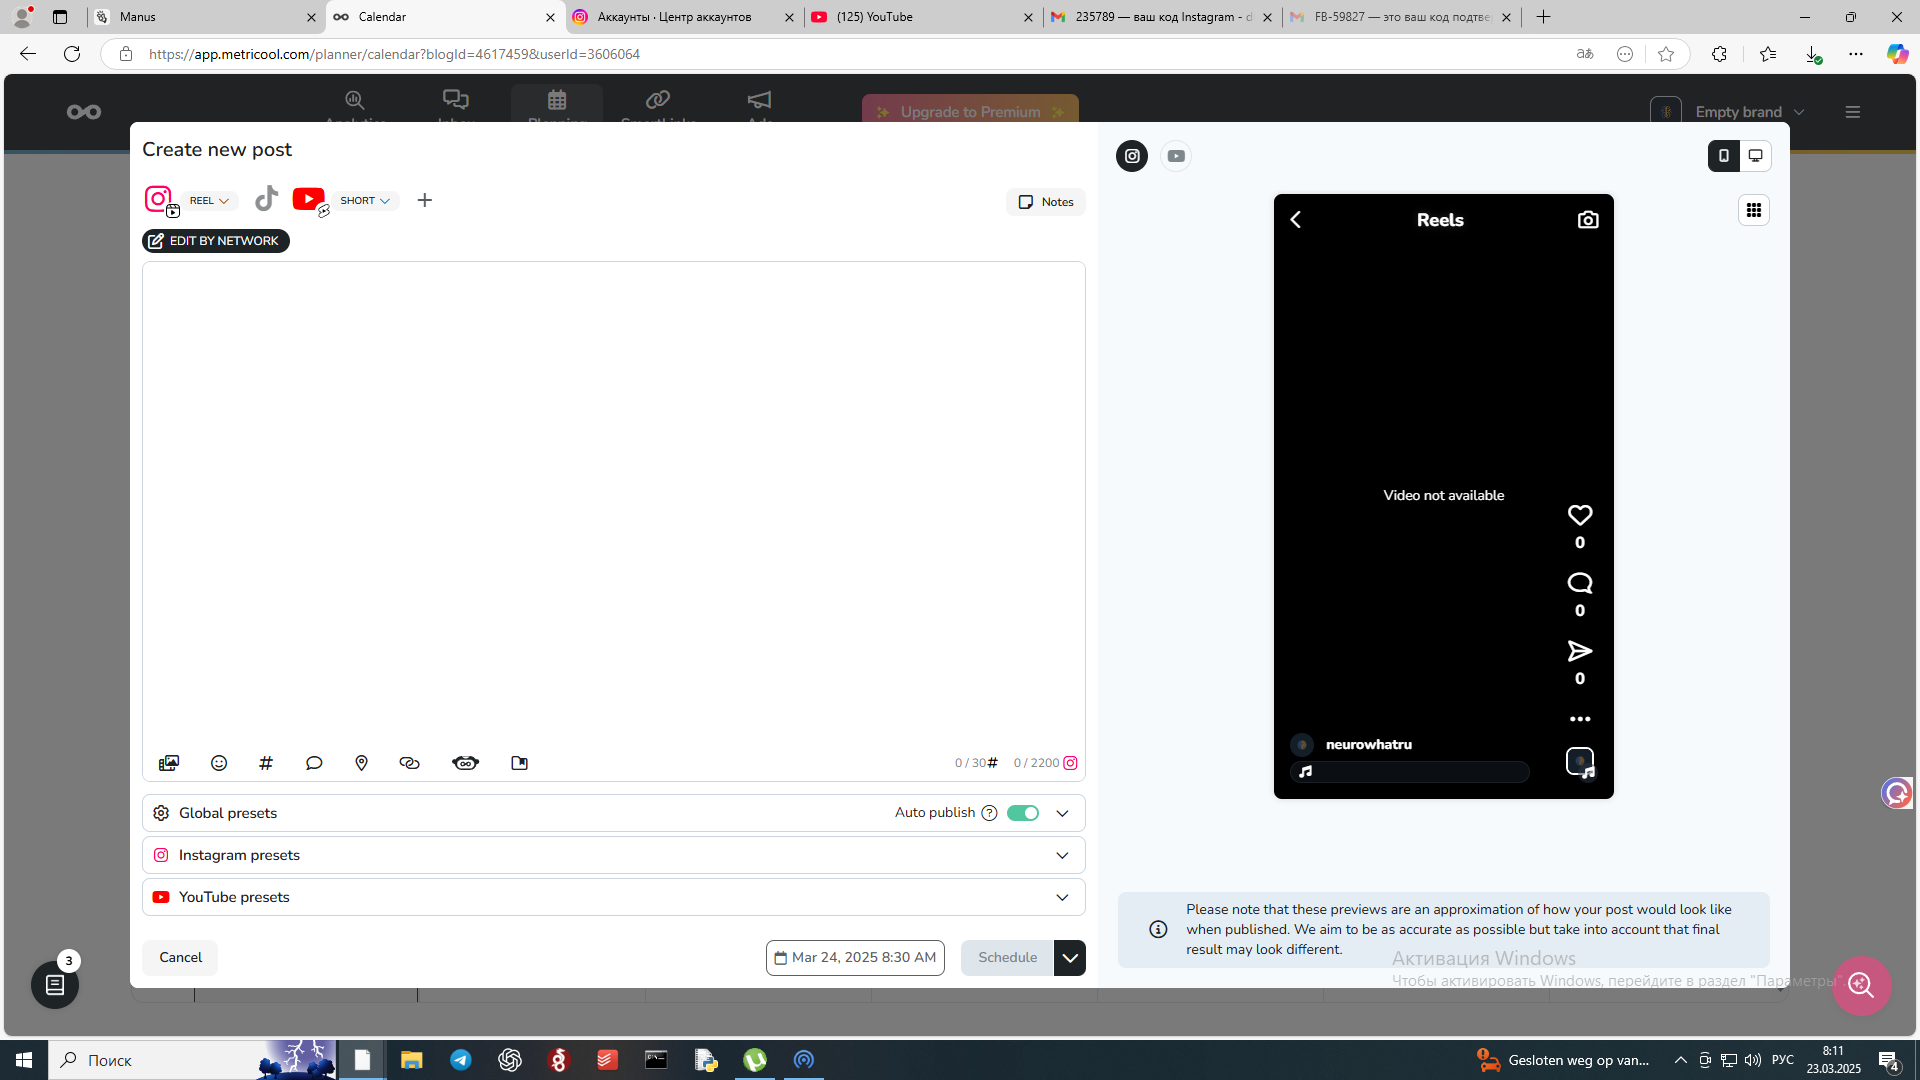 Manus
Calendar
Аккаунты · Центр аккаунтов
(125) YouTube
235789 — ваш код Instagram - d
FB-59827 — это ваш код подтве
https://app.metricool.com/planner/calendar?blogId=4617459&userId=3606064
Upgrade to Premium
Empty brand
Create new post
REEL
SHORT
Notes
EDIT BY NETWORK
0 / 30#
0 / 2200
Global presets
Auto publish
Instagram presets
YouTube presets
Cancel
Mar 24, 2025 8:30 AM
Schedule
3
Reels
Video not available
0
0
0
neurowhatru
Please note that these previews are an approximation of how your post would look like
when published. We aim to be as accurate as possible but take into account that final
result may look different.
Активация Windows
Чтобы активировать Windows, перейдите в раздел "Параметры".
Поиск
Gesloten weg op van...
РУС
8:11
23.03.2025
4